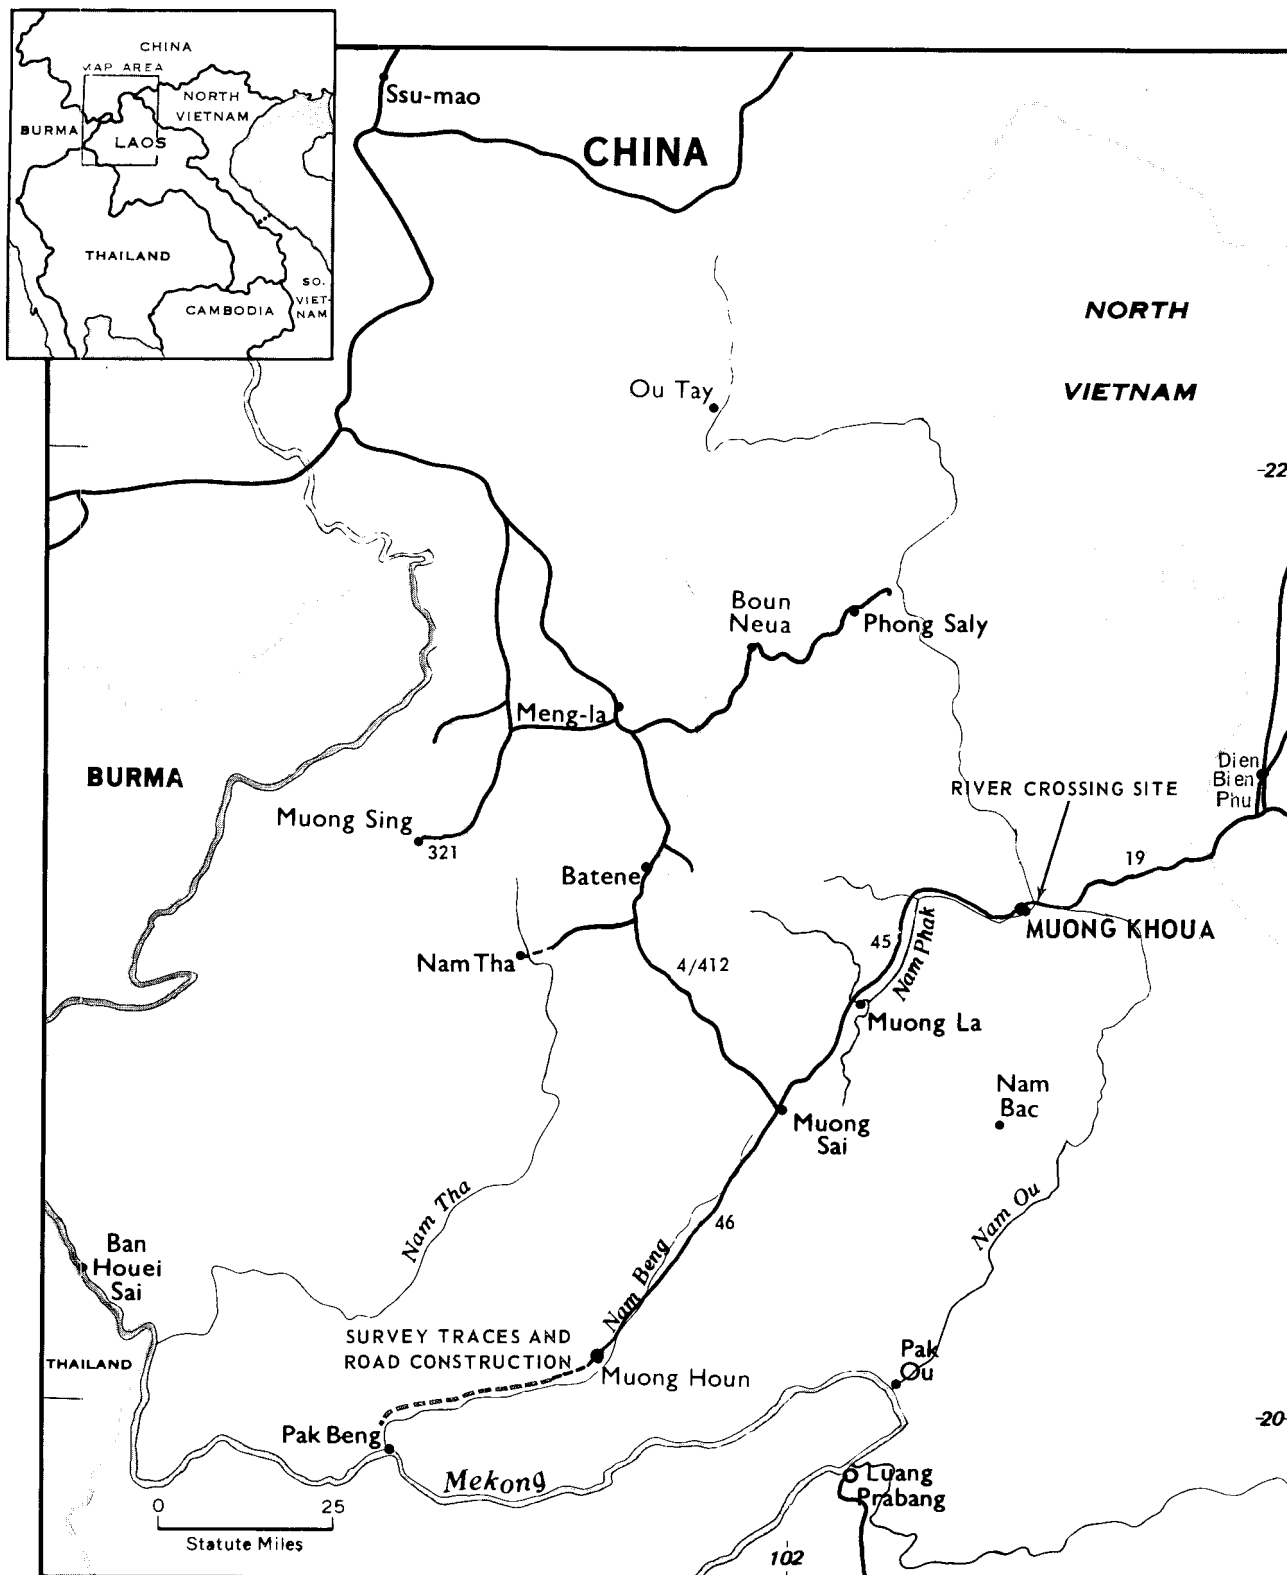 CHINA
MAP AREA
NORTH
VIETNAM
BURMA
LAOS
THAILAND
CAMBODIA
SO.
VIET-
NAM
Ssu-mao
CHINA
NORTH
VIETNAM
Ou Tay
-22
Boun
Neua
Phong Saly
Meng-la
BURMA
Dien
Bien
Phu
RIVER CROSSING SITE
Muong Sing
321
19
Batene
MUONG KHOUA
45
Nam Phak
Nam Tha
4/412
Muong La
Nam
Bac
Muong
Sai
Nam Tha
Nam Ou
46
Ban
Houei
Sai
Nam Beng
SURVEY TRACES AND
ROAD CONSTRUCTION
THAILAND
Pak
Ou
Muong Houn
-20
Pak Beng
Mekong
Luang
Prabang
0 25
Statute Miles
102